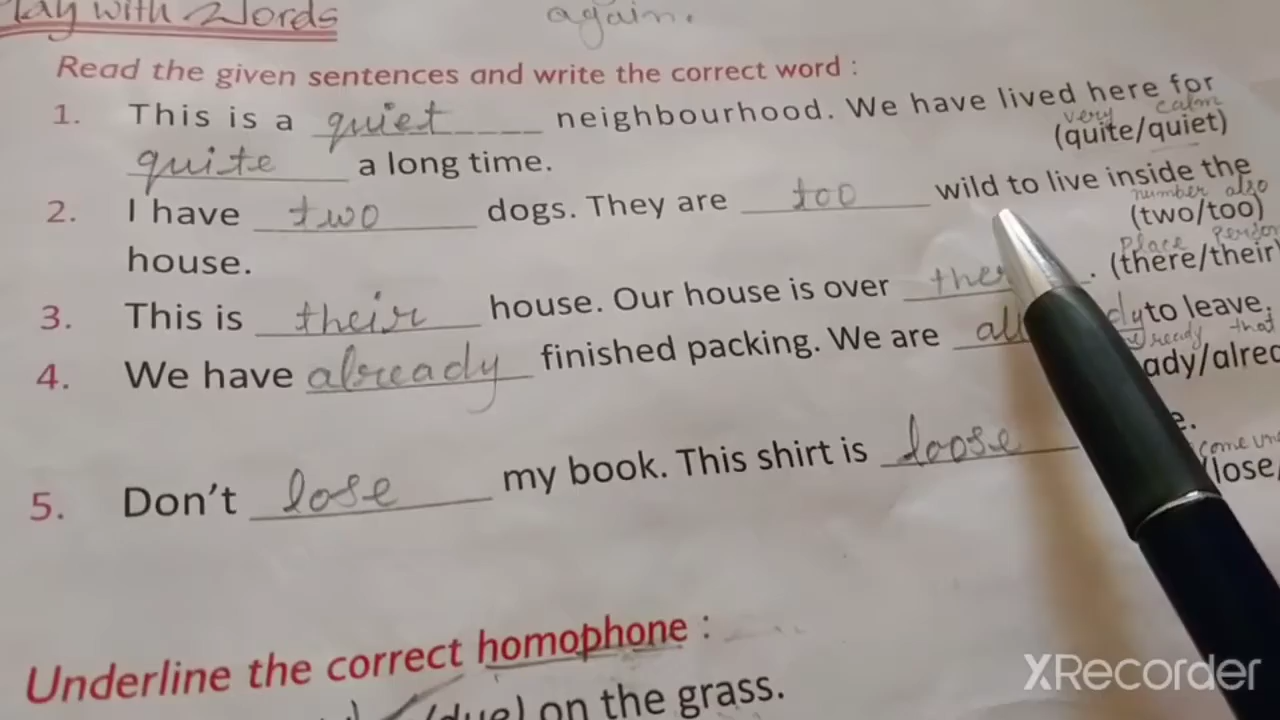 Play with Words
again.
Read the given sentences and write the correct word :
1. This is a quiet neighbourhood. We have lived here for
very calm
quite a long time. (quite/quiet)
2. I have two dogs. They are too wild to live inside the
number also
house. (two/too)
place person
3. This is their house. Our house is over . (there/their)
4. We have already finished packing. We are to leave.
ready that
5. Don't lose my book. This shirt is loose
Underline the correct homophone :
(due) on the grass.
XRecorder